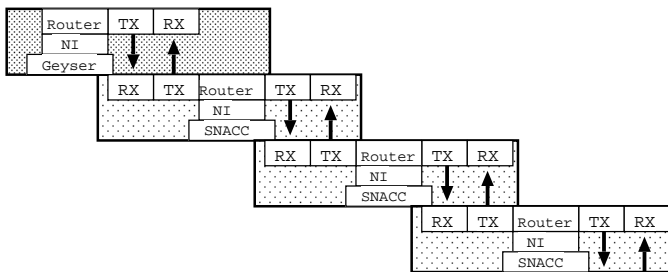 Router TX RX
NI
Geyser
RX TX Router TX RX
NI
SNACC
RX TX Router TX RX
NI
SNACC
RX TX Router TX RX
NI
SNACC